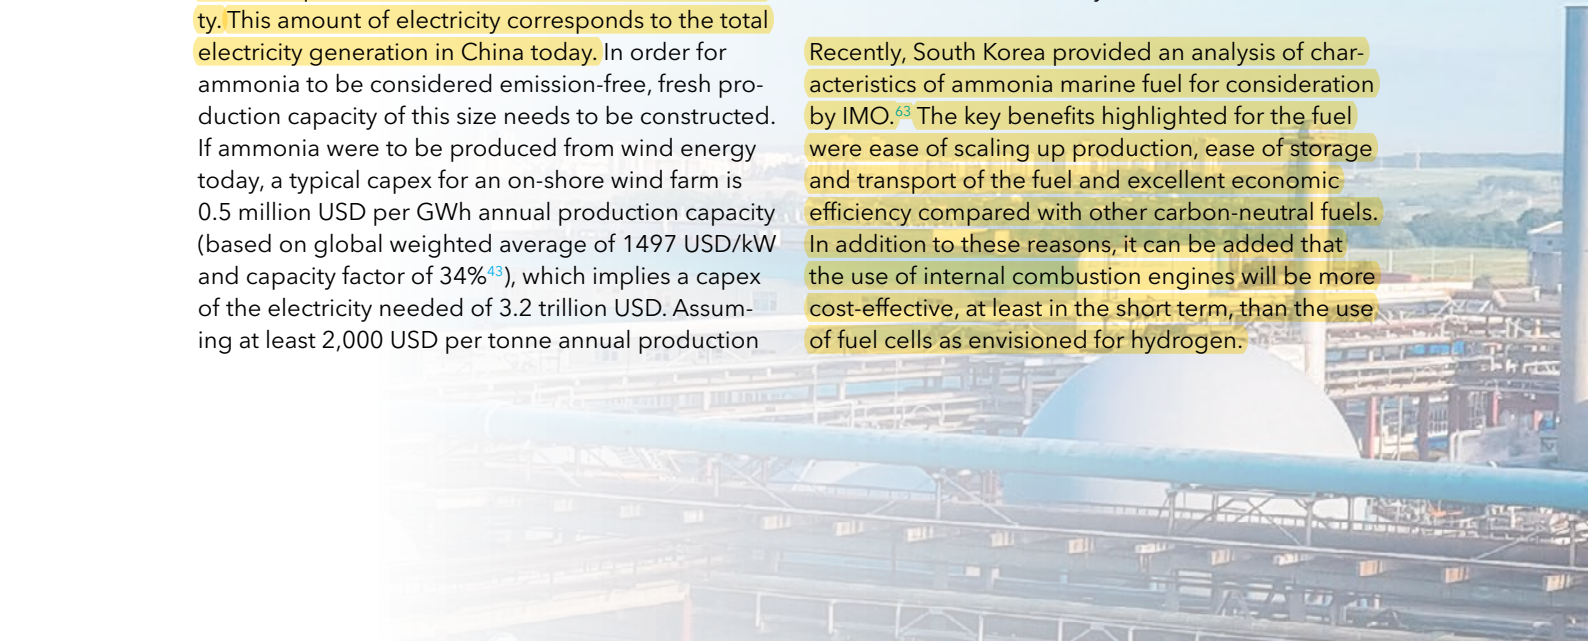 ty. This amount of electricity corresponds to the total
electricity generation in China today. In order for
ammonia to be considered emission-free, fresh pro-
duction capacity of this size needs to be constructed.
If ammonia were to be produced from wind energy
today, a typical capex for an on-shore wind farm is
0.5 million USD per GWh annual production capacity
(based on global weighted average of 1497 USD/kW
and capacity factor of 34%43), which implies a capex
of the electricity needed of 3.2 trillion USD. Assum-
ing at least 2,000 USD per tonne annual production
Recently, South Korea provided an analysis of char-
acteristics of ammonia marine fuel for consideration
by IMO.63 The key benefits highlighted for the fuel
were ease of scaling up production, ease of storage
and transport of the fuel and excellent economic
efficiency compared with other carbon-neutral fuels.
In addition to these reasons, it can be added that
the use of internal combustion engines will be more
cost-effective, at least in the short term, than the use
of fuel cells as envisioned for hydrogen.